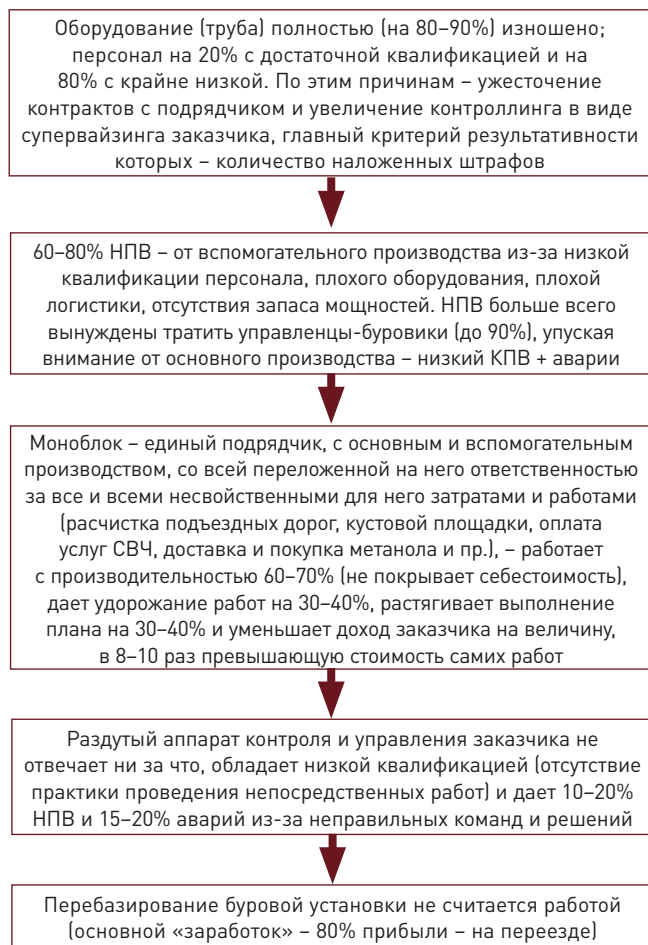 Оборудование (труба) полностью (на 80–90%) изношено;
персонал на 20% с достаточной квалификацией и на
80% с крайне низкой. По этим причинам – ужесточение
контрактов с подрядчиком и увеличение контроллинга в виде
супервайзинга заказчика, главный критерий результативности
которых – количество наложенных штрафов
60–80% НПВ – от вспомогательного производства из-за низкой
квалификации персонала, плохого оборудования, плохой
логистики, отсутствия запаса мощностей. НПВ больше всего
вынуждены тратить управленцы-буровики (до 90%), упуская
внимание от основного производства – низкий КПВ + аварии
Моноблок – единый подрядчик, с основным и вспомогательным
производством, со всей переложенной на него ответственностью
за все и всеми несвойственными для него затратами и работами
(расчистка подъездных дорог, кустовой площадки, оплата
услуг СВЧ, доставка и покупка метанола и пр.), – работает
с производительностью 60–70% (не покрывает себестоимость),
дает удорожание работ на 30–40%, растягивает выполнение
плана на 30–40% и уменьшает доход заказчика на величину,
в 8–10 раз превышающую стоимость самих работ
Раздутый аппарат контроля и управления заказчика не
отвечает ни за что, обладает низкой квалификацией (отсутствие
практики проведения непосредственных работ) и дает 10–20%
НПВ и 15–20% аварий из-за неправильных команд и решений
Перебазирование буровой установки не считается работой
(основной «заработок» – 80% прибыли – на переезде)